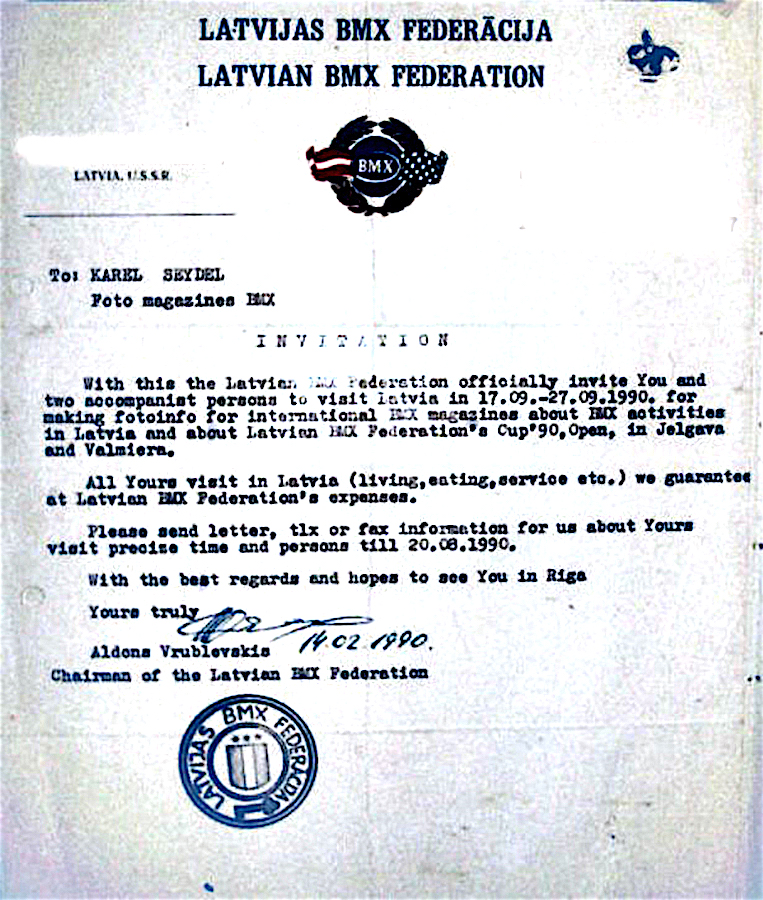 LATVIJAS BMX FEDERĀCIJA
LATVIAN BMX FEDERATION
BMX
LATVIA, U.S.S.R.
To: KAREL SEYDEL
Foto magazines BMX
INVITATION
With this the Latvian BMX Federation officially invite You and
two accompanist persons to visit Latvia in 17.09.-27.09.1990. for
making fotoinfo for international BMX magazines about BMX activities
in Latvia and about Latvian BMX Federation's Cup'90,Open, in Jelgava
and Valmiera.
All Yours visit in Latvia (living,eating,service etc.) we guarantee
at Latvian BMX Federation's expenses.
Please send letter, tlx or fax information for us about Yours
visit precize time and persons till 20.08.1990.
With the best regards and hopes to see You in Riga
Yours truly
14.02.1990.
Aldons Vrublevskis
Chairman of the Latvian BMX Federation
LATVIJAS BMX FEDERĀCIJA